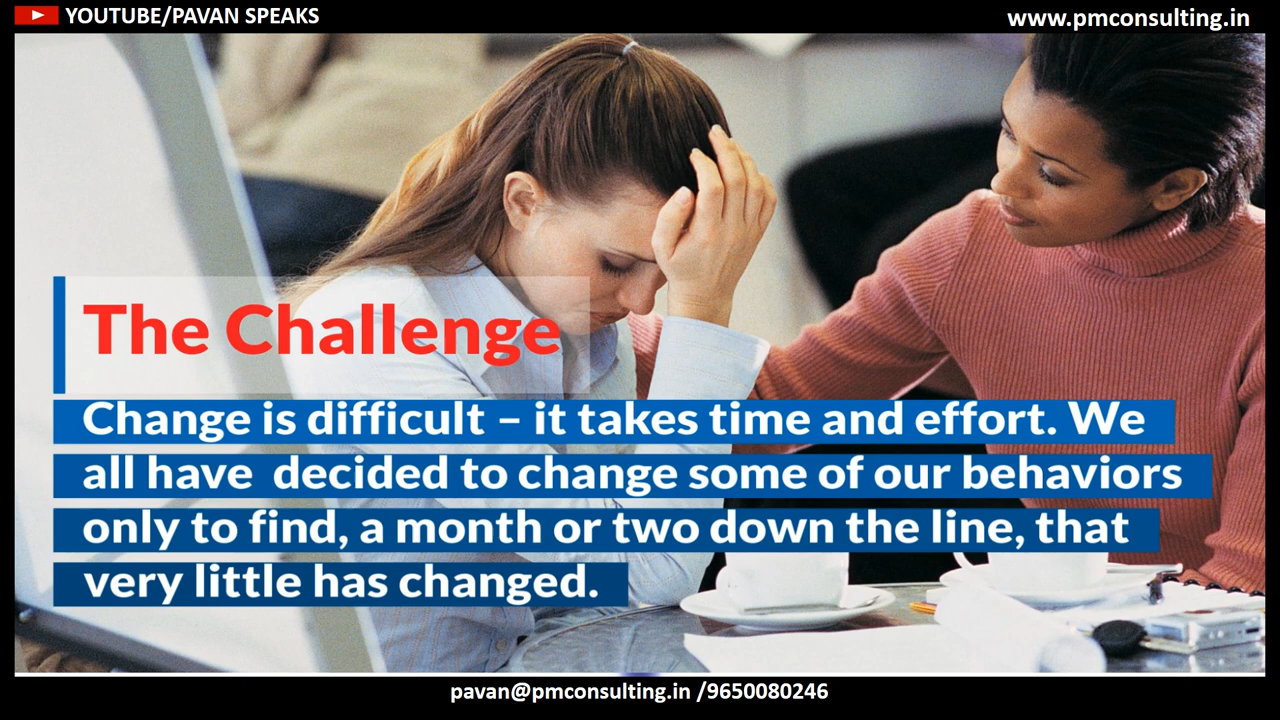 YOUTUBE/PAVAN SPEAKS
www.pmconsulting.in
The Challenge
Change is difficult – it takes time and effort. We
all have  decided to change some of our behaviors
only to find, a month or two down the line, that
very little has changed.
pavan@pmconsulting.in /9650080246